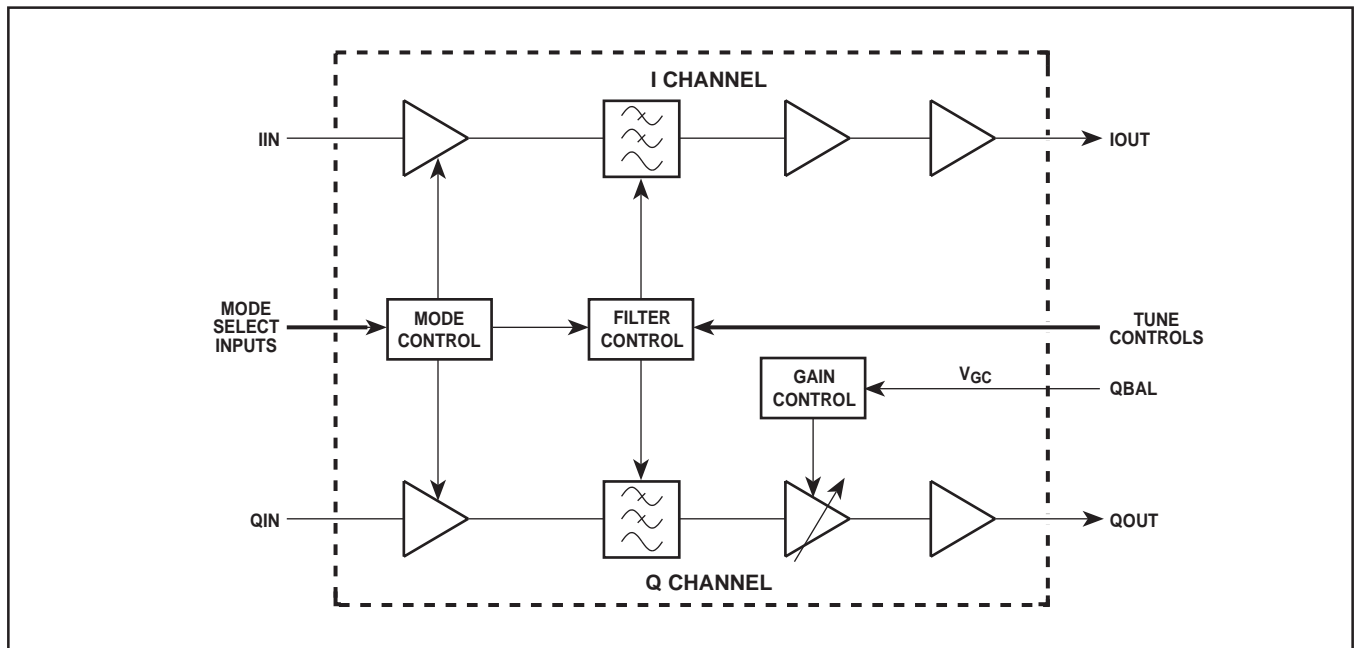 I CHANNEL
IIN
IOUT
MODE
SELECT
INPUTS
MODE
CONTROL
FILTER
CONTROL
TUNE
CONTROLS
GAIN
CONTROL
VGC
QBAL
QIN
QOUT
Q CHANNEL